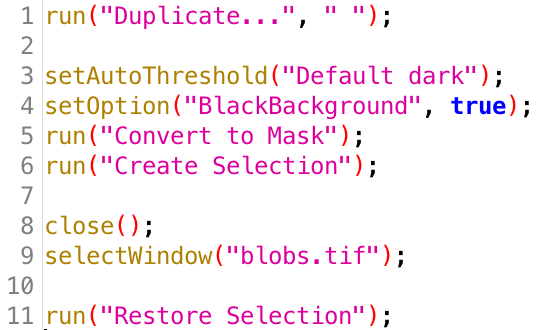 1 run("Duplicate...", " ");
2
3 setAutoThreshold("Default dark");
4 setOption("BlackBackground", true);
5 run("Convert to Mask");
6 run("Create Selection");
7
8 close();
9 selectWindow("blobs.tif");
10
11 run("Restore Selection");